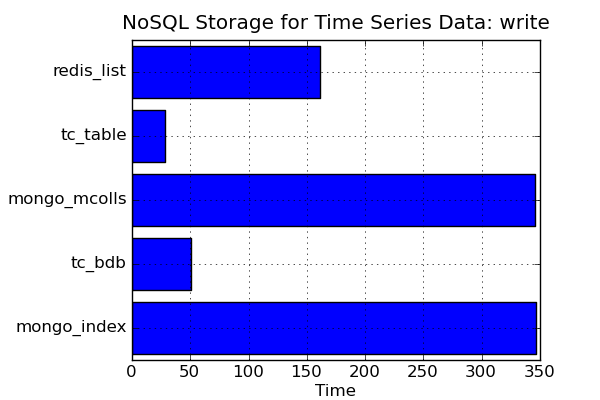 NoSQL Storage for Time Series Data: write
redis_list
tc_table
mongo_mcolls
tc_bdb
mongo_index
0 50 100 150 200 250 300 350
Time